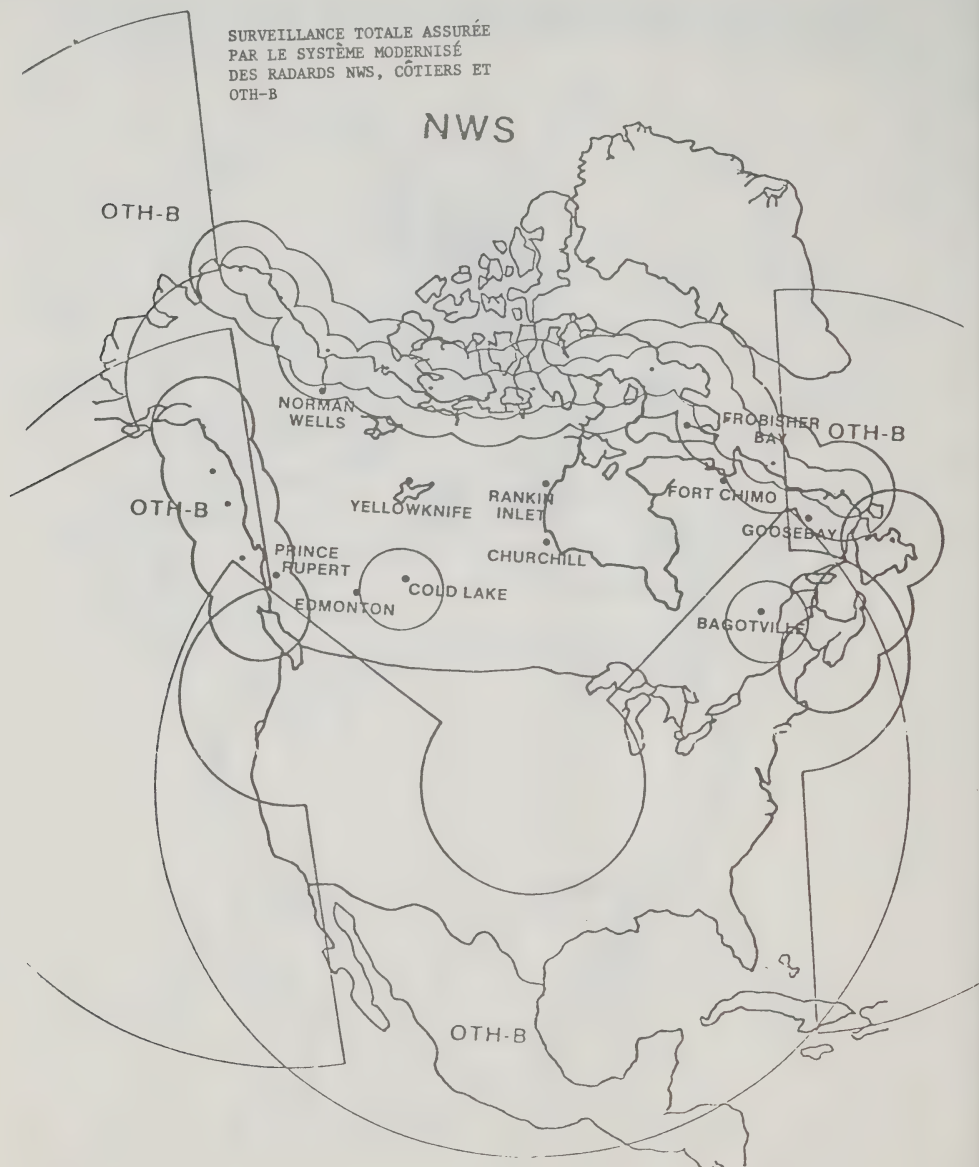 SURVEILLANCE TOTALE ASSURÉE
PAR LE SYSTÈME MODERNISÉ
DES RADARDS NWS, CÔTIERS ET
OTH-B
NWS
OTH-B
NORMAN
WELLS
FROBISHER
BAY
OTH-B
YELLOWKNIFE
RANKIN
INLET
FORT CHIMO
OTH-B
GOOSEBAY
PRINCE
RUPERT
CHURCHILL
EDMONTON
COLD LAKE
BAGOTVILLE
OTH-B